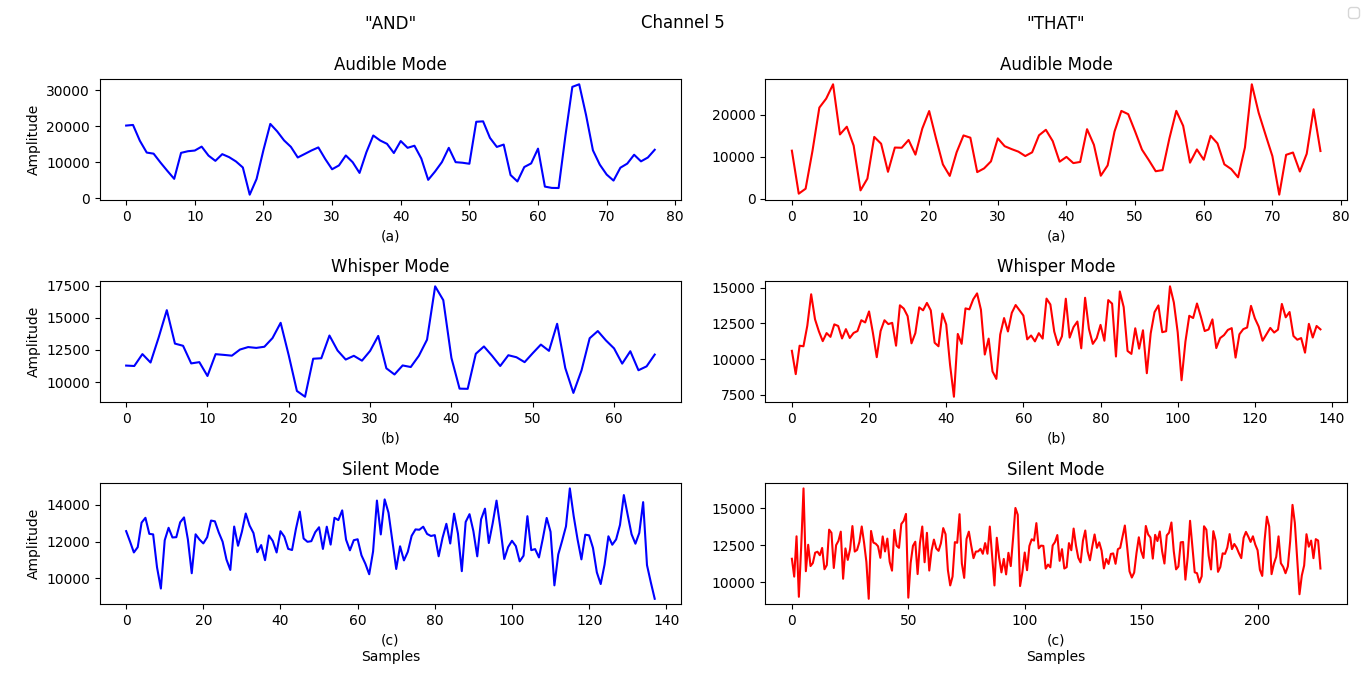 "AND" Channel 5 "THAT"
Audible Mode
Amplitude
30000
20000
10000
0
0 10 20 30 40 50 60 70 80
(a)
Audible Mode
20000
10000
0
0 10 20 30 40 50 60 70 80
(a)
Whisper Mode
Amplitude
17500
15000
12500
10000
0 10 20 30 40 50 60
(b)
Whisper Mode
15000
12500
10000
7500
0 20 40 60 80 100 120 140
(b)
Silent Mode
Amplitude
14000
12000
10000
0 20 40 60 80 100 120 140
(c)
Samples
Silent Mode
15000
12500
10000
0 50 100 150 200
(c)
Samples